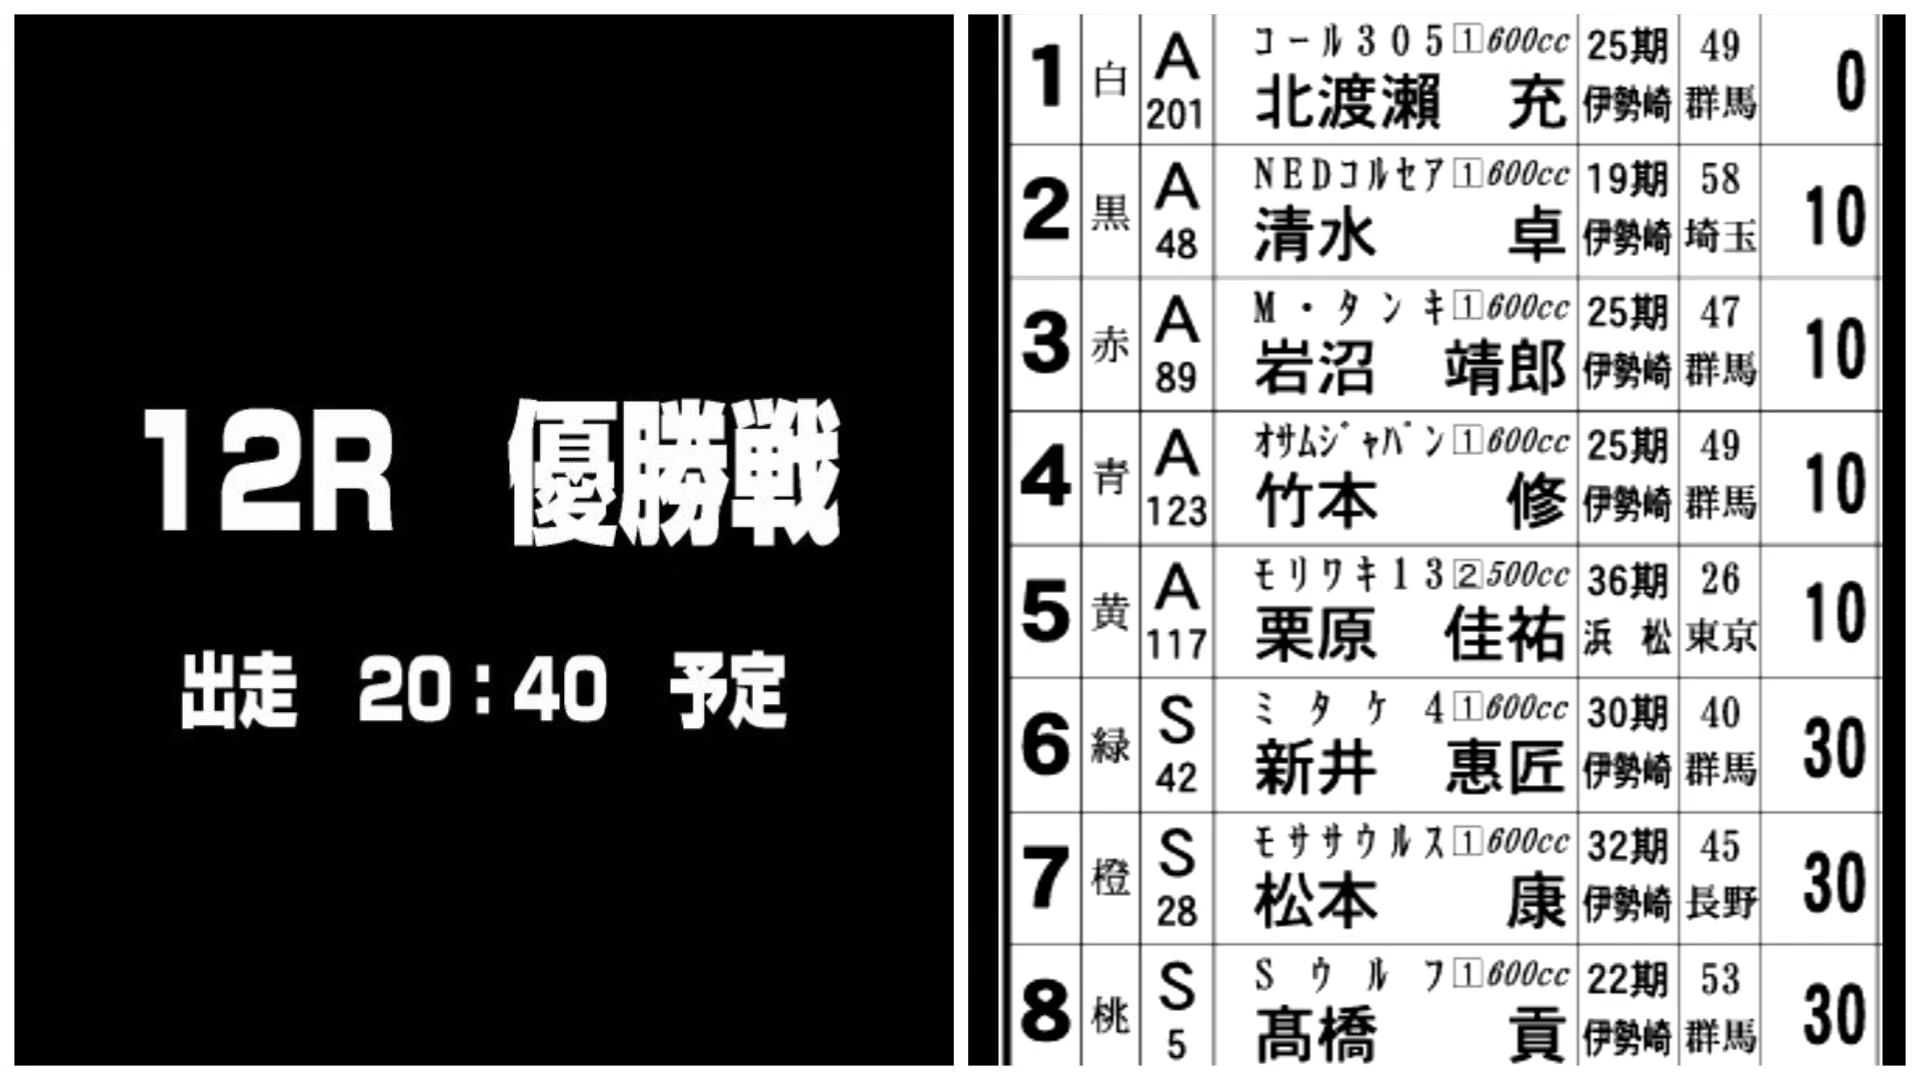 12R 優勝戦
出走 20:40 予定
1 白 A 201 コール305 1 600cc 北渡瀬 充 25期 伊勢崎 49 群馬 0
2 黒 A 48 NEDコルセア 1 600cc 清水 卓 19期 伊勢崎 58 埼玉 10
3 赤 A 89 M・タンキ 1 600cc 岩沼 靖郎 25期 伊勢崎 47 群馬 10
4 青 A 123 オサムジャパン 1 600cc 竹本 修 25期 伊勢崎 49 群馬 10
5 黄 A 117 モリワキ13 2 500cc 栗原 佳祐 36期 浜松 26 東京 10
6 緑 S 42 ミタケ4 1 600cc 新井 惠匠 30期 伊勢崎 40 群馬 30
7 橙 S 28 モササウルス 1 600cc 松本 康 32期 伊勢崎 45 長野 30
8 桃 S 5 Sウルフ 1 600cc 髙橋 貢 22期 伊勢崎 53 群馬 30